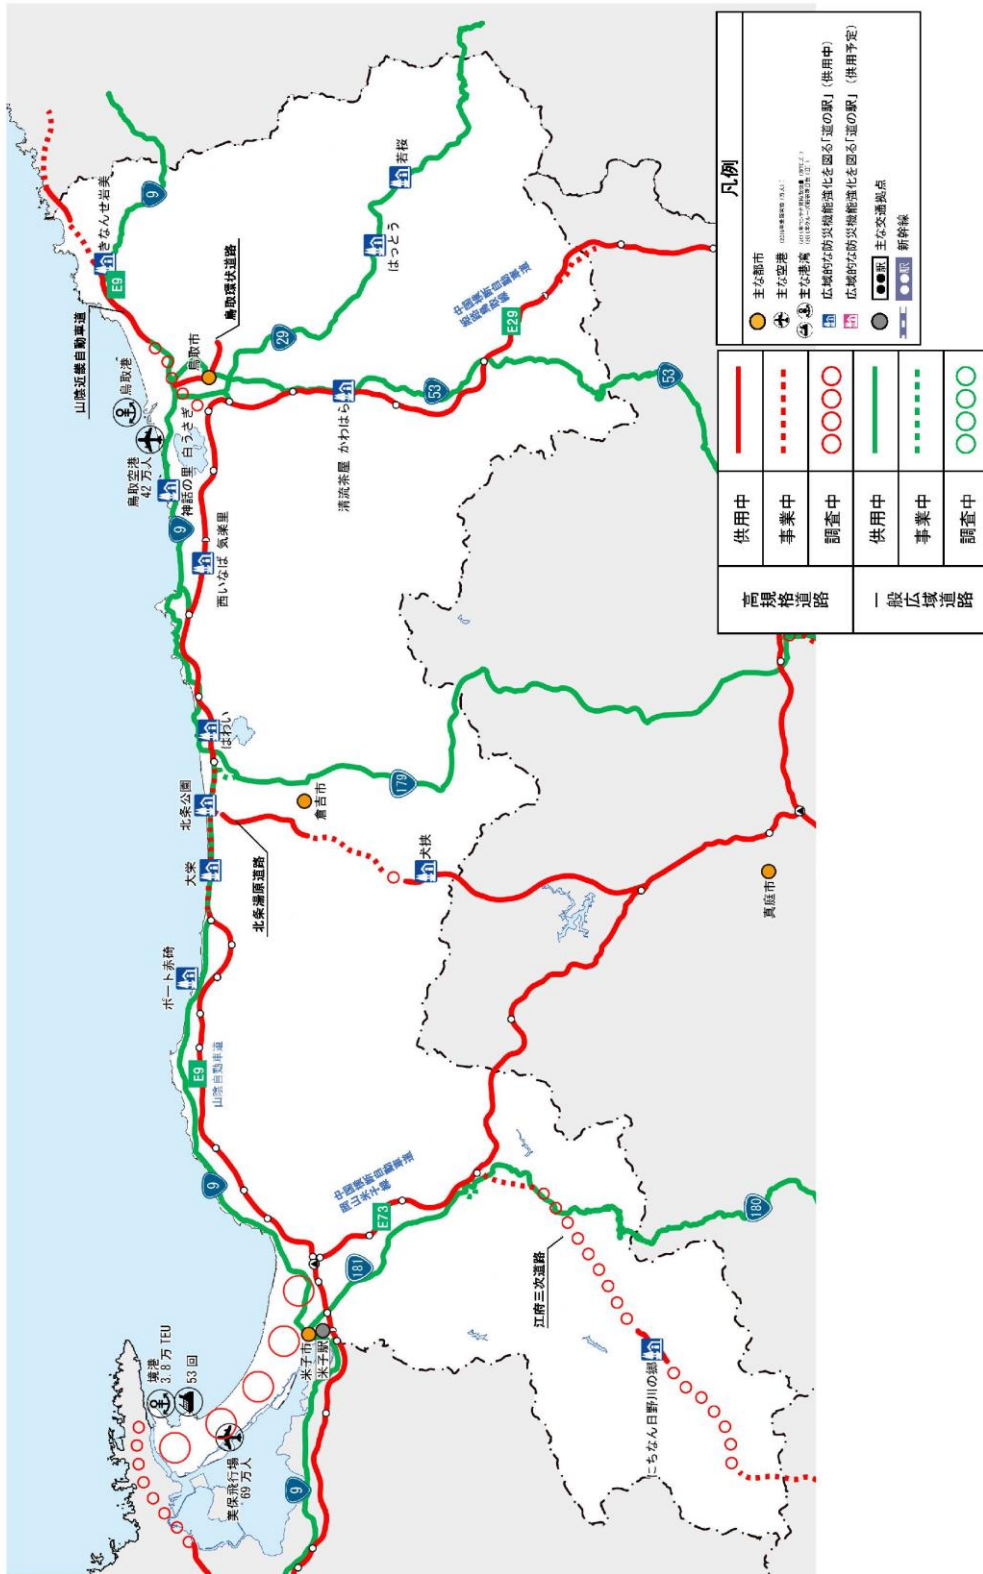 境港
3.8 万 TEU
53 回
美保飛行場
69 万人
9
米子市
米子駅
181
E73
中国横断自動車道
岡山米子線
江府三次道路
にちなん日野川の郷
180
9
E9
山陰自動車道
ポート赤碕
大栄
北条公園
北条湯原道路
はわい
倉吉市
犬挟
179
真庭市
9
西いなば 気楽里
神話の里 白うさぎ
鳥取空港
42 万人
鳥取港
鳥取市
鳥取環状道路
山陰近畿自動車道
E9
きなんせ岩美
9
29
はっとう
若桜
清流茶屋 かわはら
53
中国横断自動車道
姫路鳥取線
E29
53
凡例
主な都市
主な空港
主な港湾
広域的な防災機能強化を図る「道の駅」(供用中)
広域的な防災機能強化を図る「道の駅」(供用予定)
●●駅 主な交通拠点
●●駅 新幹線
高規格道路
供用中
事業中
調査中
一般広域道路
供用中
事業中
調査中